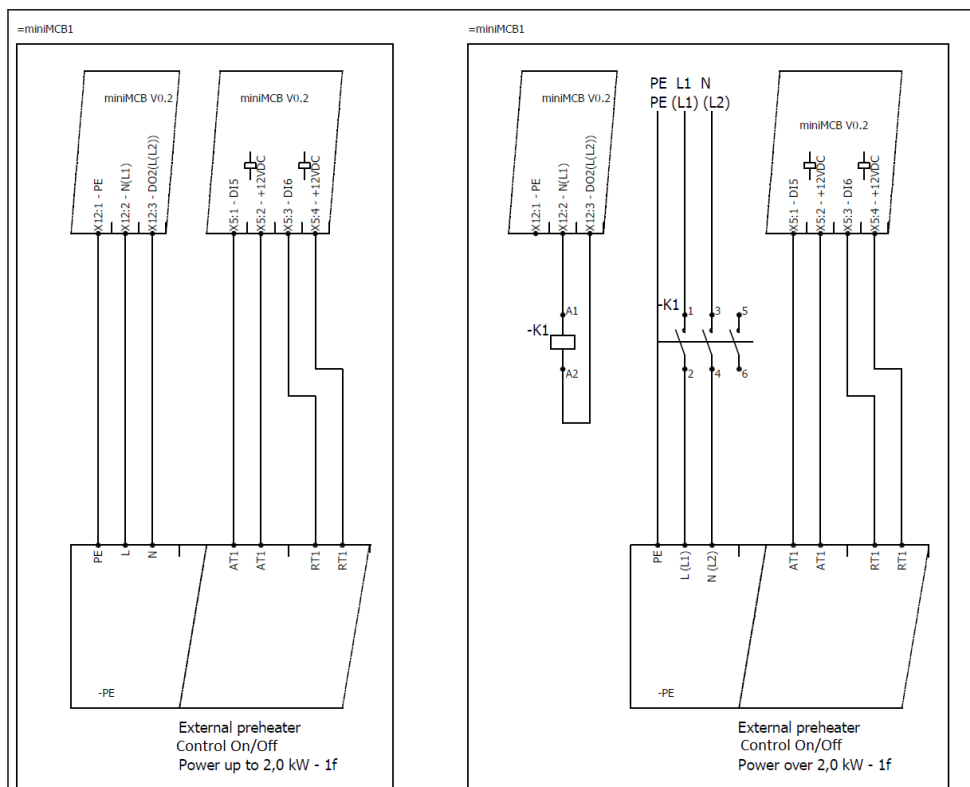 =miniMCB1
miniMCB V0.2
miniMCB V0.2
X12:1 - PE
X12:2 - N(L1)
X12:3 - DO2(L(L2))
X5:1 - DI5
X5:2 - +12VDC
X5:3 - DI6
X5:4 - +12VDC
PE
L
N
AT1
AT1
RT1
RT1
-PE
External preheater
Control On/Off
Power up to 2,0 kW - 1f
=miniMCB1
miniMCB V0.2
PE L1 N
PE (L1) (L2)
miniMCB V0.2
X12:1 - PE
X12:2 - N(L1)
X12:3 - DO2(L(L2))
X5:1 - DI5
X5:2 - +12VDC
X5:3 - DI6
X5:4 - +12VDC
-K1
A1
A2
-K1
1
3
5
2
4
6
PE
L (L1)
N (L2)
AT1
AT1
RT1
RT1
-PE
External preheater
Control On/Off
Power over 2,0 kW - 1f